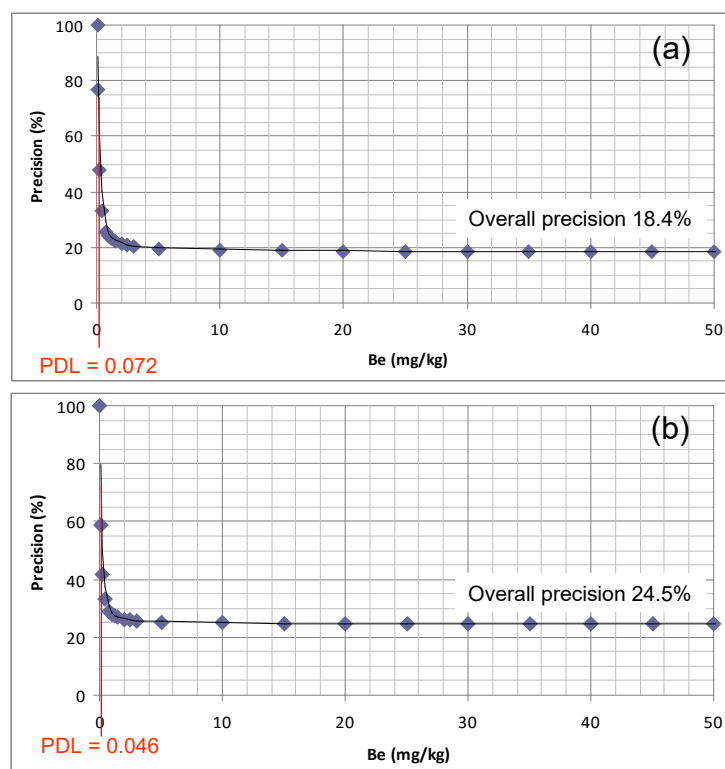 (a)
100
80
60
40
20
0
Precision (%)
Overall precision 18.4%
0 10 20 30 40 50
Be (mg/kg)
PDL = 0.072
(b)
100
80
60
40
20
0
Precision (%)
Overall precision 24.5%
0 10 20 30 40 50
Be (mg/kg)
PDL = 0.046